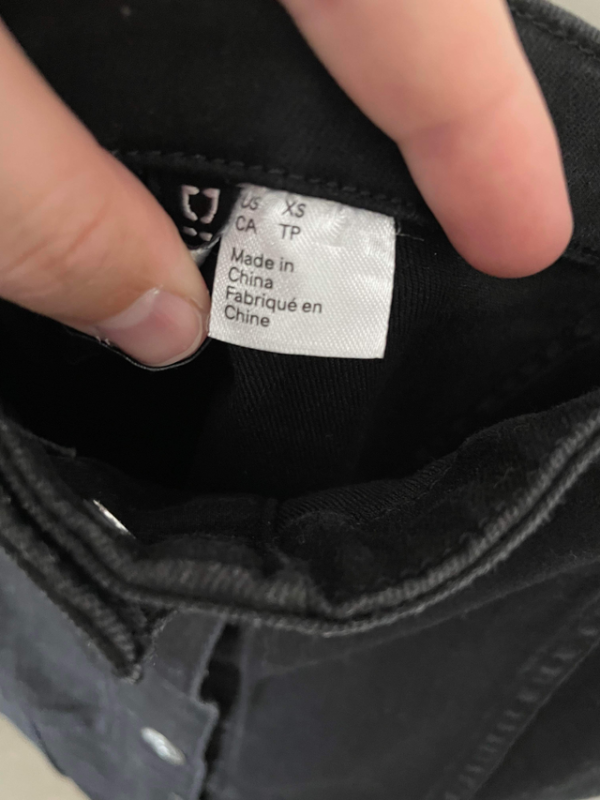 US XS
CA TP
Made in
China
Fabriqué en
Chine